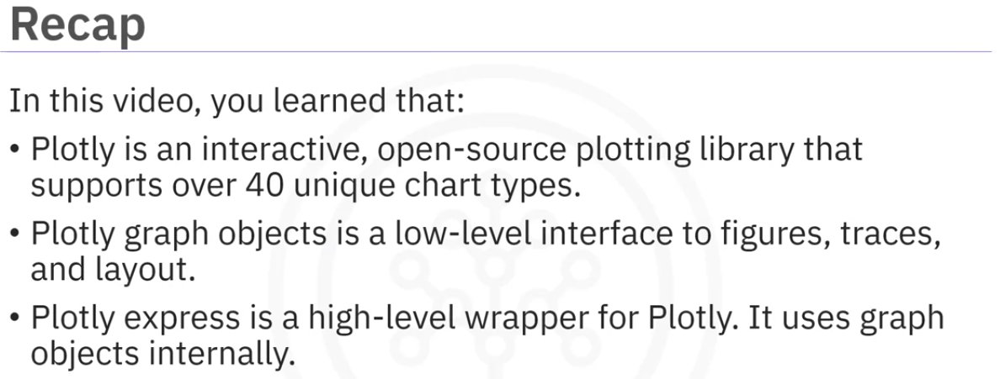 Recap
In this video, you learned that:
• Plotly is an interactive, open-source plotting library that
supports over 40 unique chart types.
• Plotly graph objects is a low-level interface to figures, traces,
and layout.
• Plotly express is a high-level wrapper for Plotly. It uses graph
objects internally.